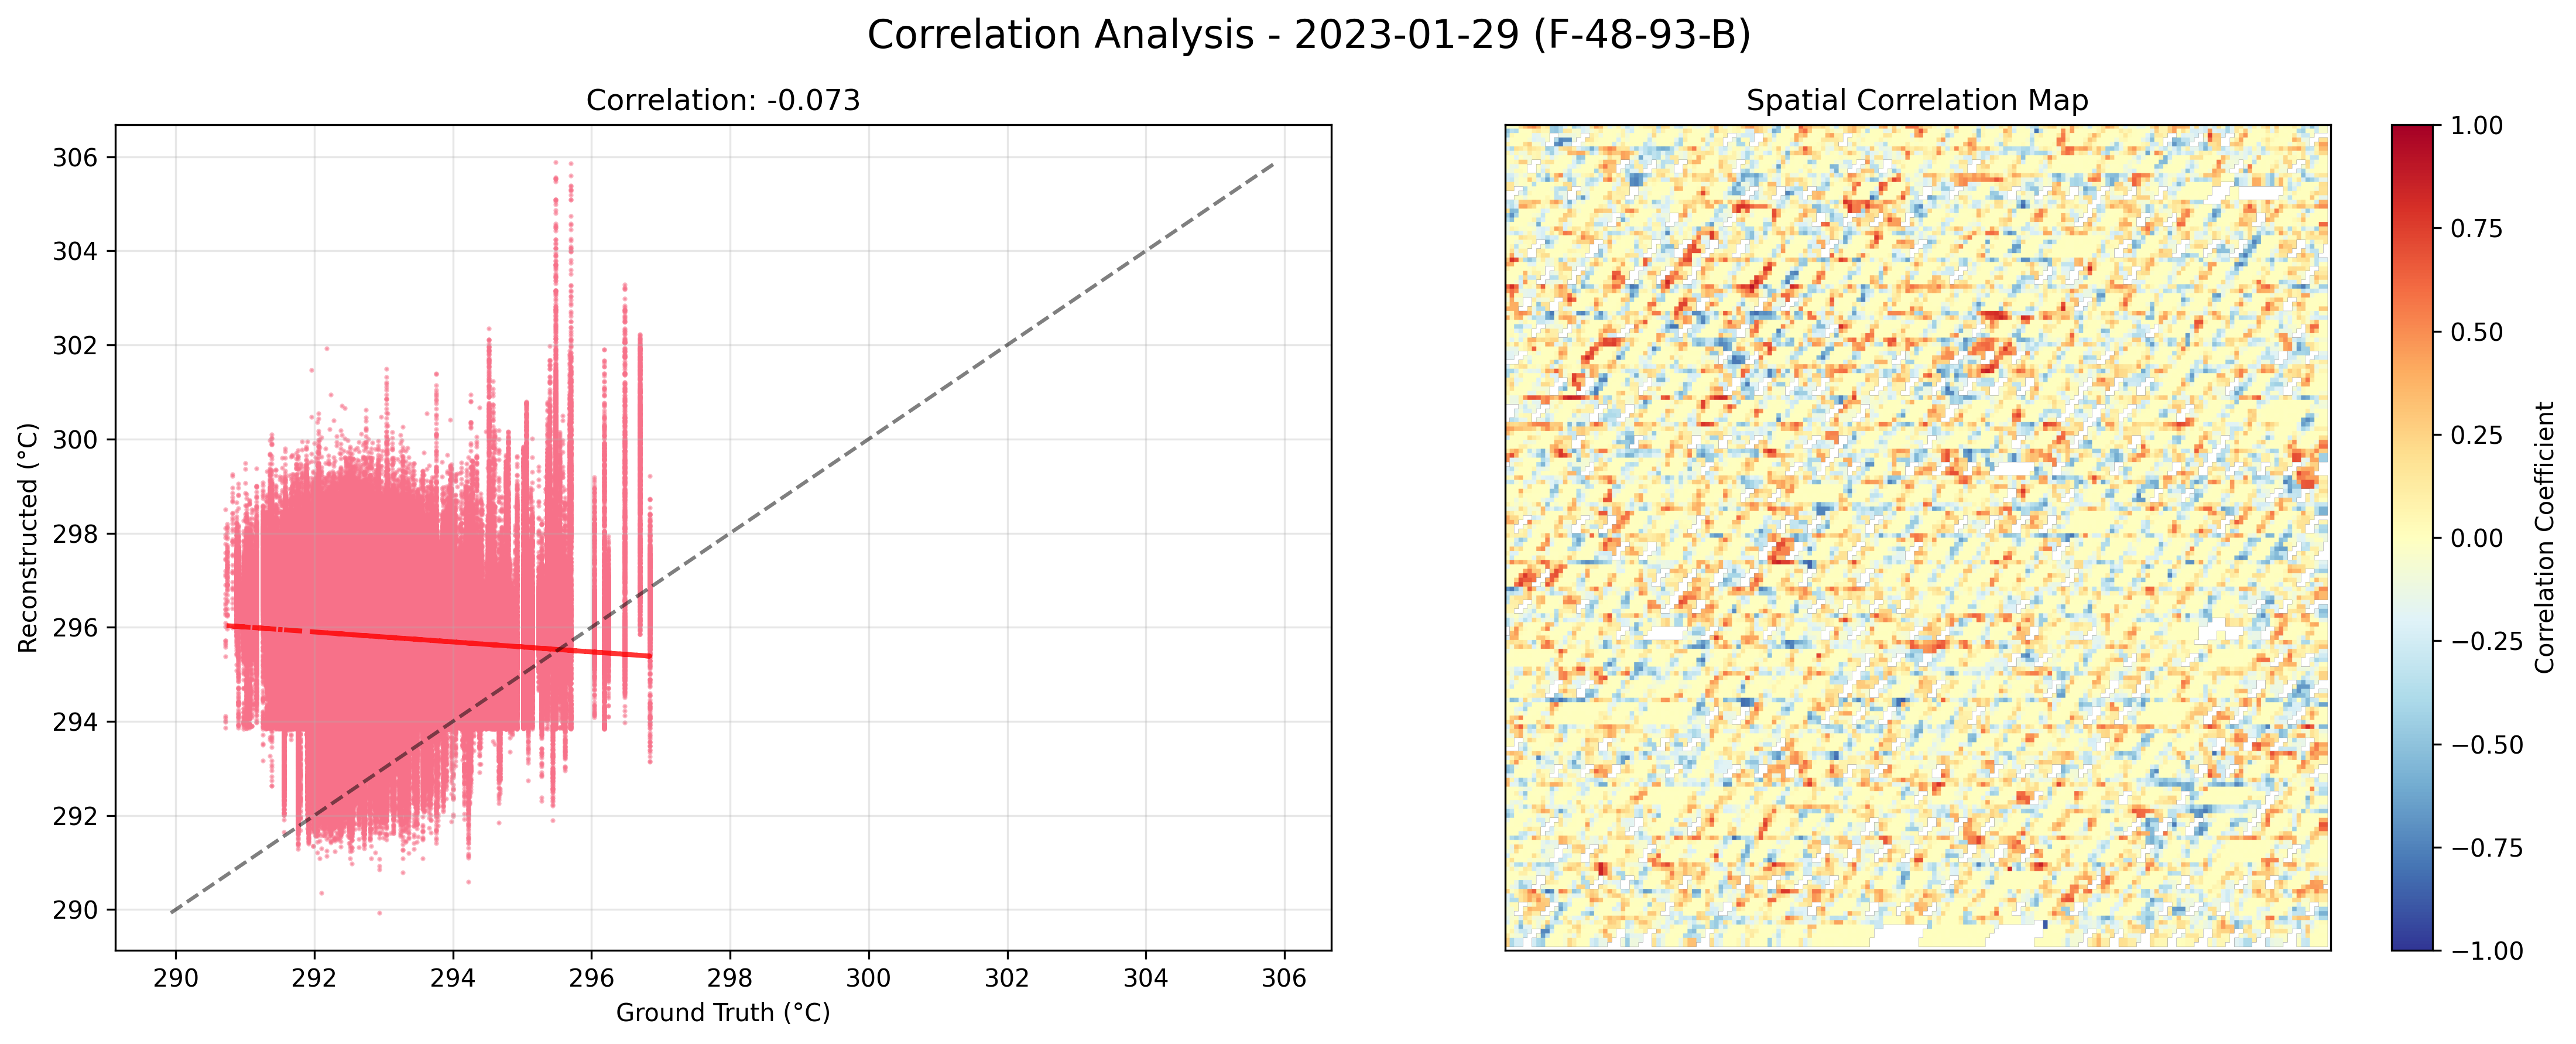 Correlation Analysis - 2023-01-29 (F-48-93-B)
Correlation: -0.073
306
304
302
300
298
296
294
292
290
Reconstructed (°C)
290 292 294 296 298 300 302 304 306
Ground Truth (°C)
Spatial Correlation Map
1.00
0.75
0.50
0.25
0.00
−0.25
−0.50
−0.75
−1.00
Correlation Coefficient